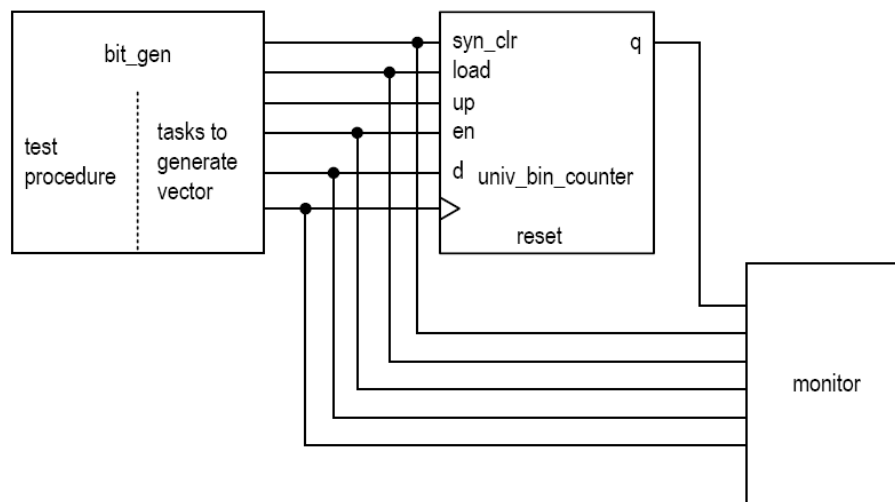 bit_gen
test
procedure
tasks to
generate
vector
syn_clr
q
load
up
en
d
univ_bin_counter
reset
monitor